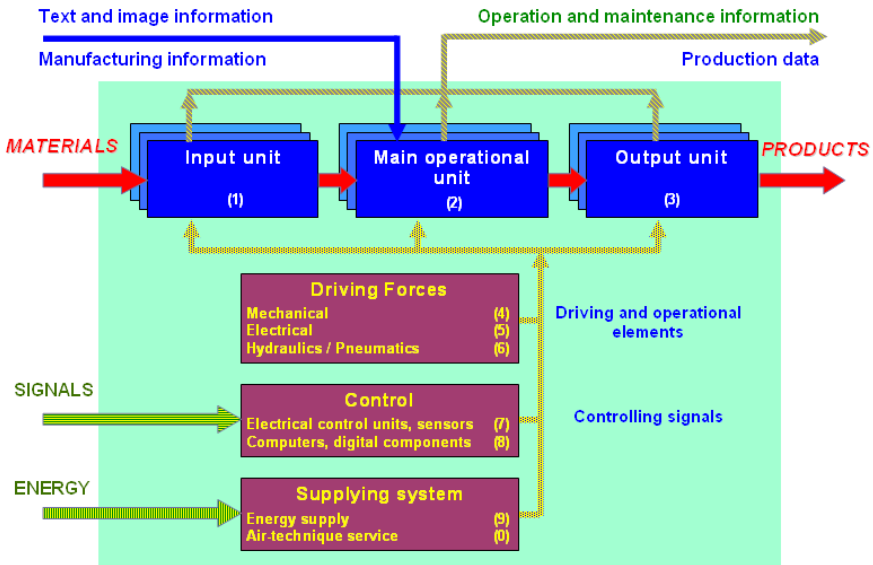 Text and image information
Operation and maintenance information
Manufacturing information
Production data
MATERIALS
PRODUCTS
Input unit
(1)
Main operational
unit
(2)
Output unit
(3)
Driving Forces
Mechanical (4)
Electrical (5)
Hydraulics / Pneumatics (6)
Driving and operational
elements
SIGNALS
Control
Electrical control units, sensors (7)
Computers, digital components (8)
Controlling signals
ENERGY
Supplying system
Energy supply (9)
Air-technique service (0)